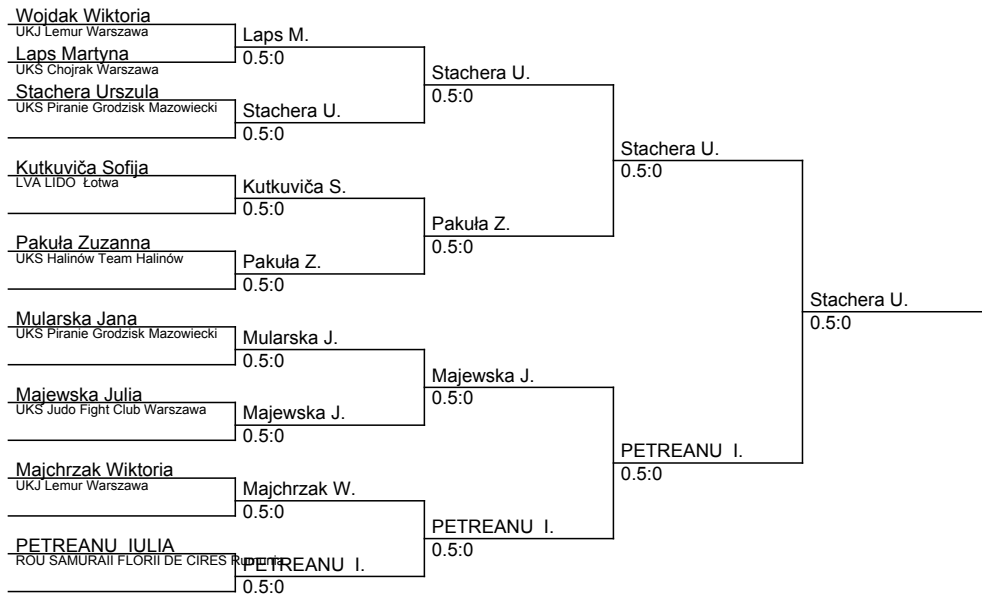 Wojdak Wiktoria
UKJ Lemur Warszawa
Laps Martyna
UKS Chojrak Warszawa
Stachera Urszula
UKS Piranie Grodzisk Mazowiecki
Kutkuviča Sofija
LVA LIDO Łotwa
Pakuła Zuzanna
UKS Halinów Team Halinów
Mularska Jana
UKS Piranie Grodzisk Mazowiecki
Majewska Julia
UKS Judo Fight Club Warszawa
Majchrzak Wiktoria
UKJ Lemur Warszawa
PETREANU IULIA
ROU SAMURAII FLORII DE CIRES Rumunia
Laps M.
0.5:0
Stachera U.
0.5:0
Kutkuviča S.
0.5:0
Pakuła Z.
0.5:0
Mularska J.
0.5:0
Majewska J.
0.5:0
Majchrzak W.
0.5:0
PETREANU I.
0.5:0
Stachera U.
0.5:0
Pakuła Z.
0.5:0
Majewska J.
0.5:0
PETREANU I.
0.5:0
Stachera U.
0.5:0
PETREANU I.
0.5:0
Stachera U.
0.5:0